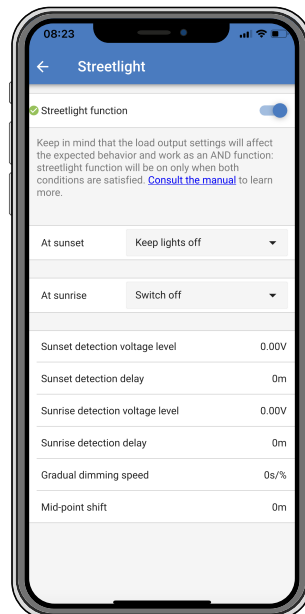 08:23
Streetlight
Streetlight function
Keep in mind that the load output settings will affect
the expected behavior and work as an AND function:
streetlight function will be on only when both
conditions are satisfied. Consult the manual to learn
more.
At sunset Keep lights off
At sunrise Switch off
Sunset detection voltage level 0.00V
Sunset detection delay 0m
Sunrise detection voltage level 0.00V
Sunrise detection delay 0m
Gradual dimming speed 0s/%
Mid-point shift 0m